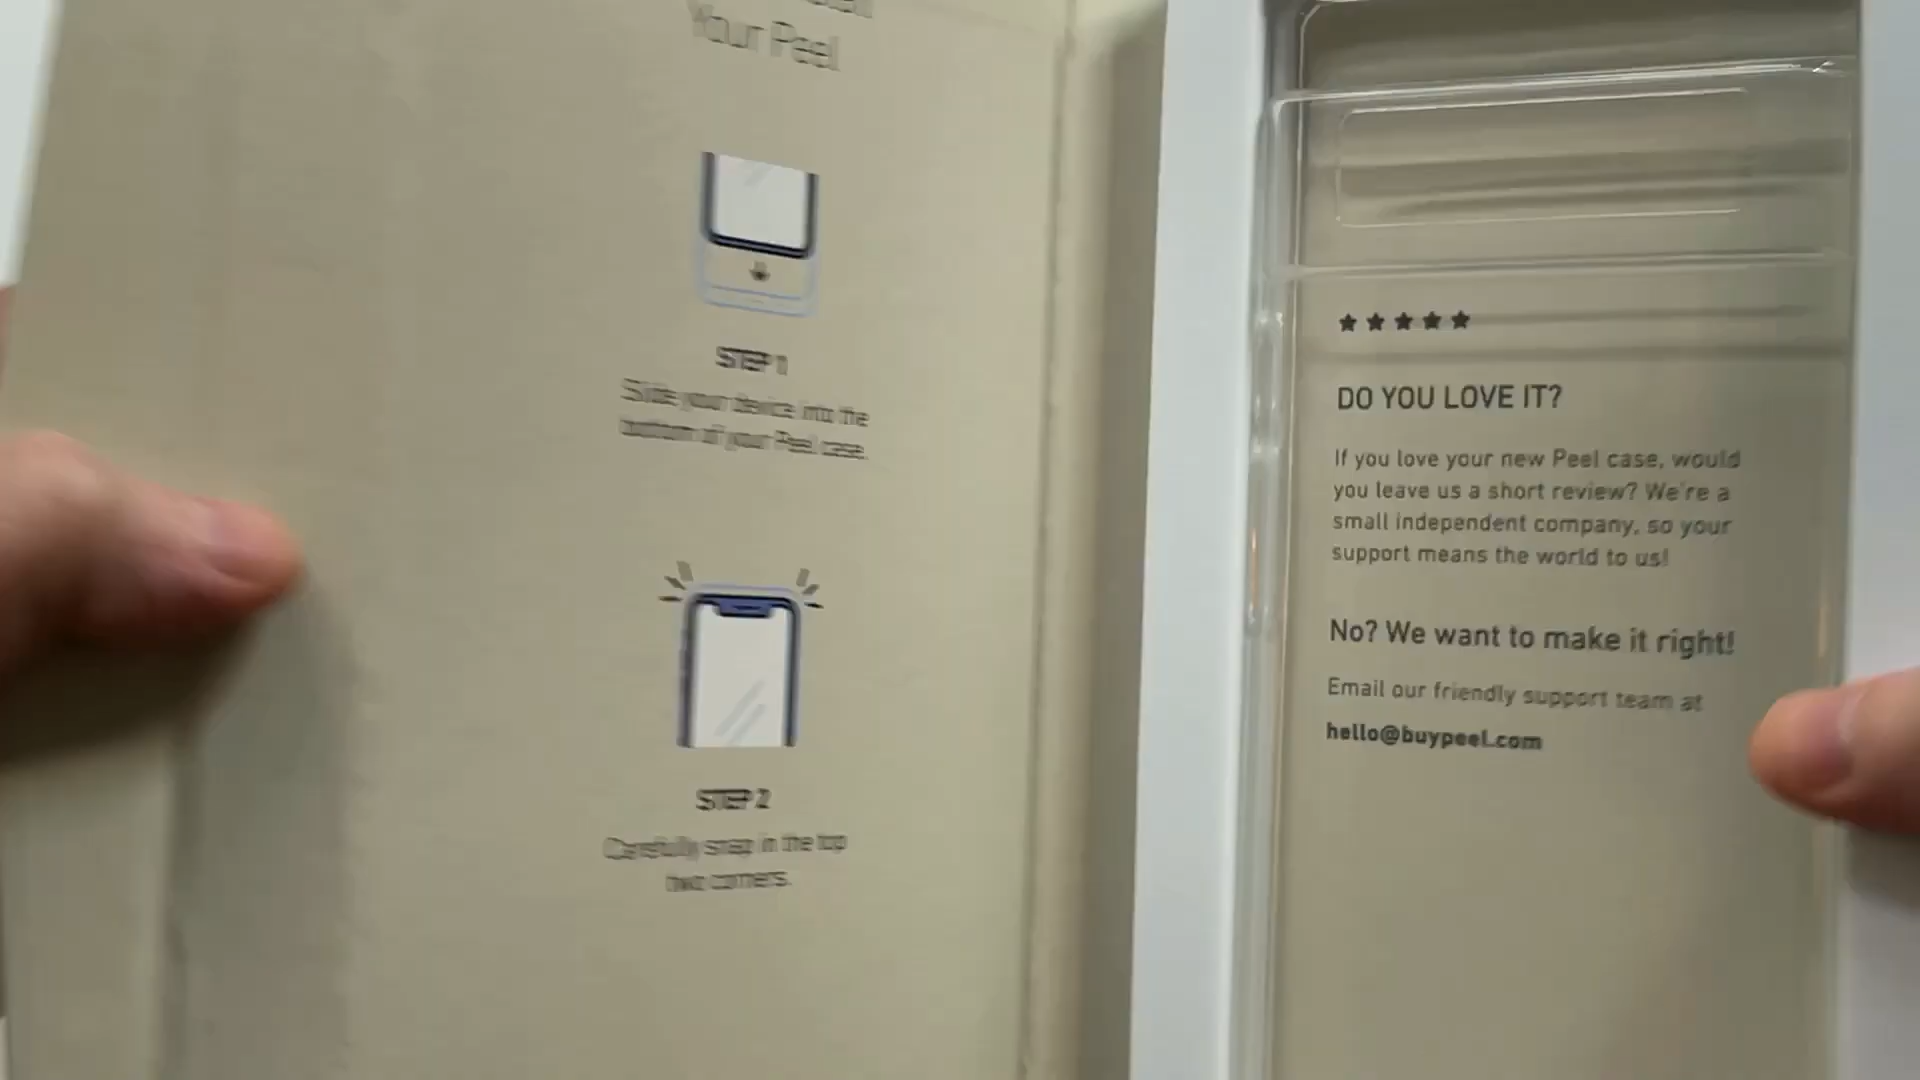 Your Peel
STEP 1
Slide your device into the
bottom of your Peel case.
STEP 2
Carefully snap in the top
two corners.
★★★★★
DO YOU LOVE IT?
If you love your new Peel case, would
you leave us a short review? We're a
small independent company, so your
support means the world to us!
No? We want to make it right!
Email our friendly support team at
hello@buypeel.com